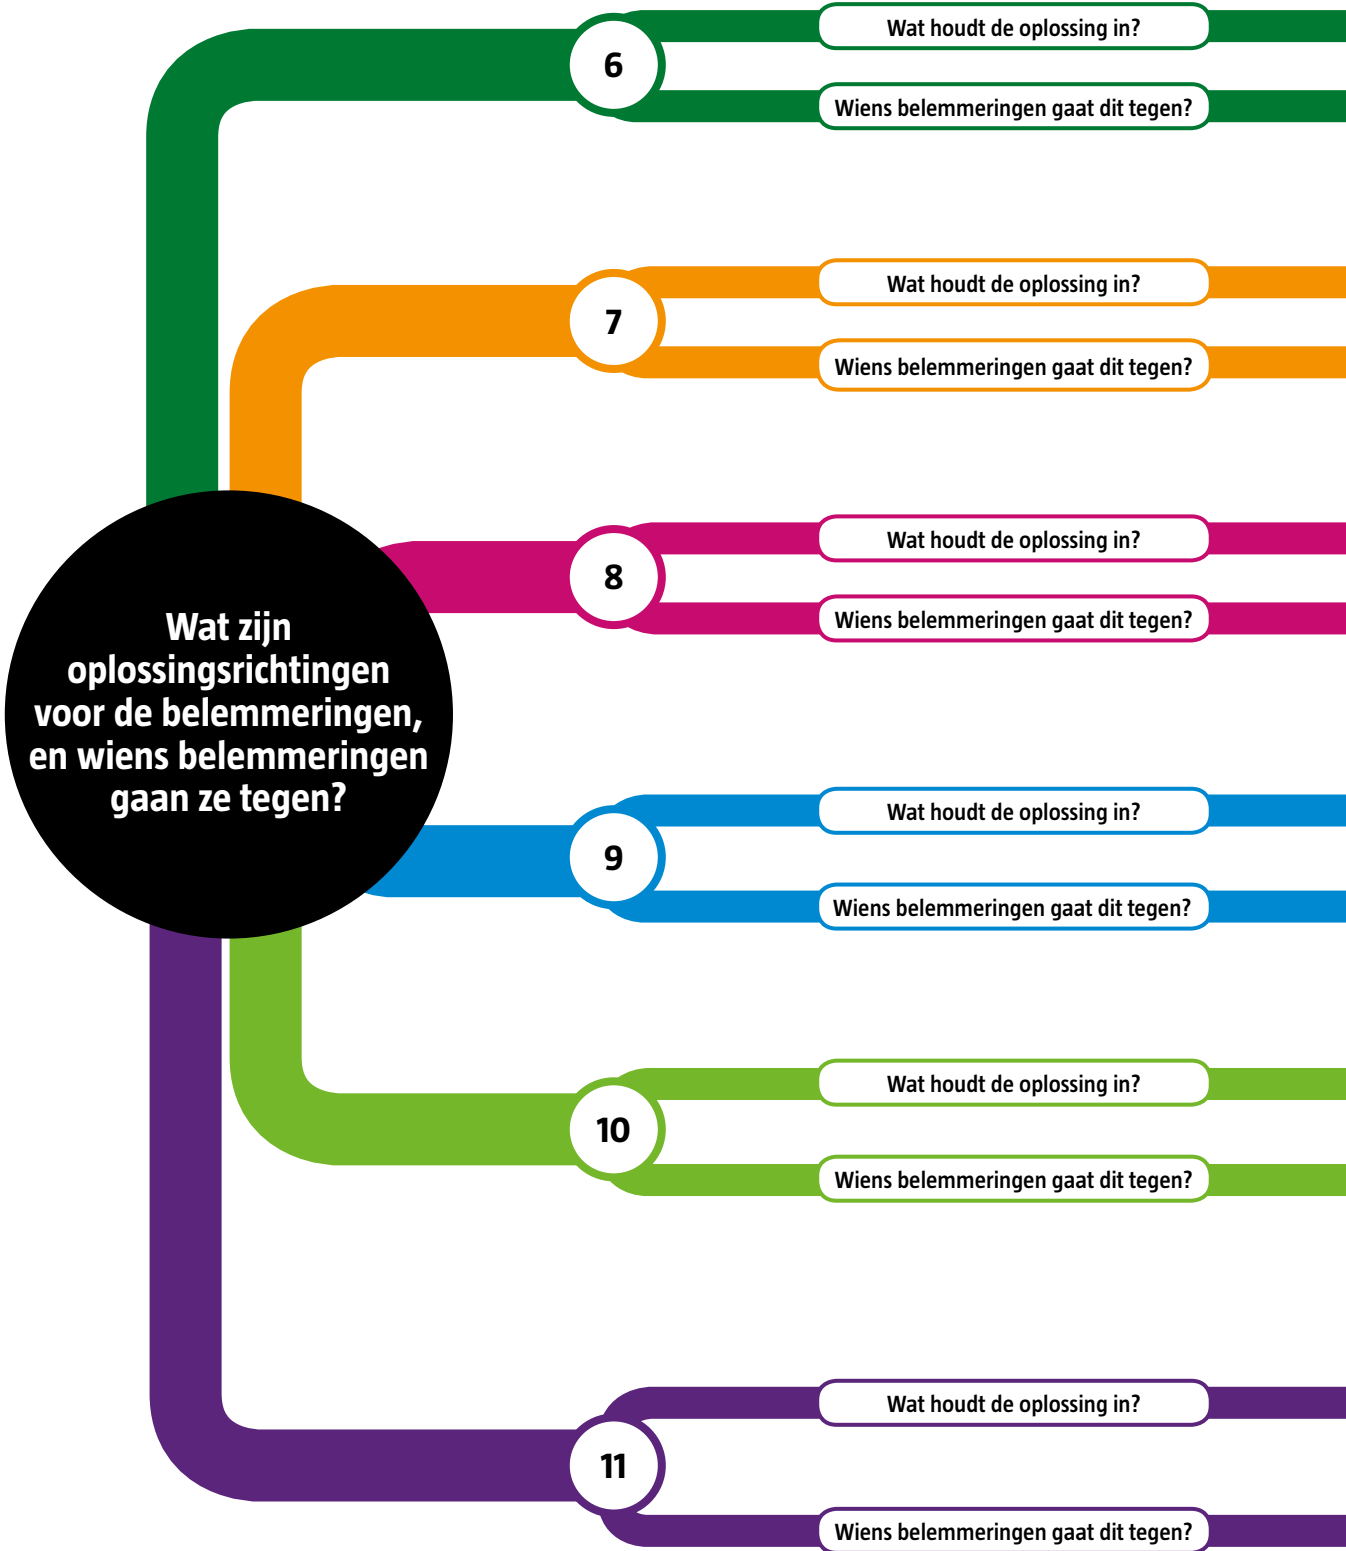 Wat houdt de oplossing in?
6
Wiens belemmeringen gaat dit tegen?
Wat houdt de oplossing in?
7
Wiens belemmeringen gaat dit tegen?
Wat houdt de oplossing in?
8
Wiens belemmeringen gaat dit tegen?
Wat zijn
oplossingsrichtingen
voor de belemmeringen,
en wiens belemmeringen
gaan ze tegen?
Wat houdt de oplossing in?
9
Wiens belemmeringen gaat dit tegen?
Wat houdt de oplossing in?
10
Wiens belemmeringen gaat dit tegen?
Wat houdt de oplossing in?
11
Wiens belemmeringen gaat dit tegen?